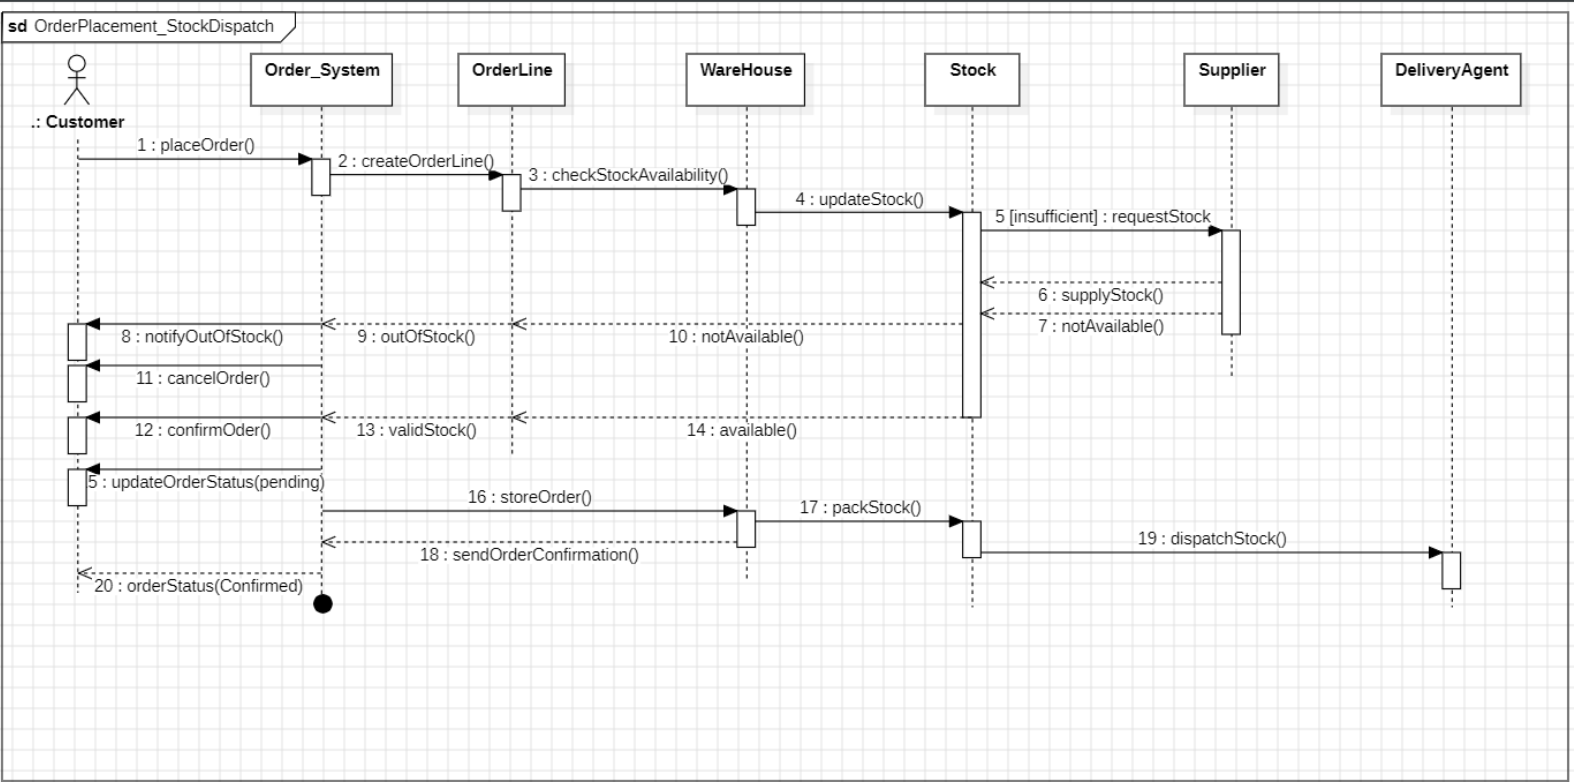 sd OrderPlacement_StockDispatch
Order_System
OrderLine
WareHouse
Stock
Supplier
DeliveryAgent
.: Customer
1 : placeOrder()
2 : createOrderLine()
3 : checkStockAvailability()
4 : updateStock()
5 [insufficient] : requestStock
6 : supplyStock()
7 : notAvailable()
8 : notifyOutOfStock()
9 : outOfStock()
10 : notAvailable()
11 : cancelOrder()
12 : confirmOder()
13 : validStock()
14 : available()
5 : updateOrderStatus(pending)
16 : storeOrder()
17 : packStock()
18 : sendOrderConfirmation()
19 : dispatchStock()
20 : orderStatus(Confirmed)